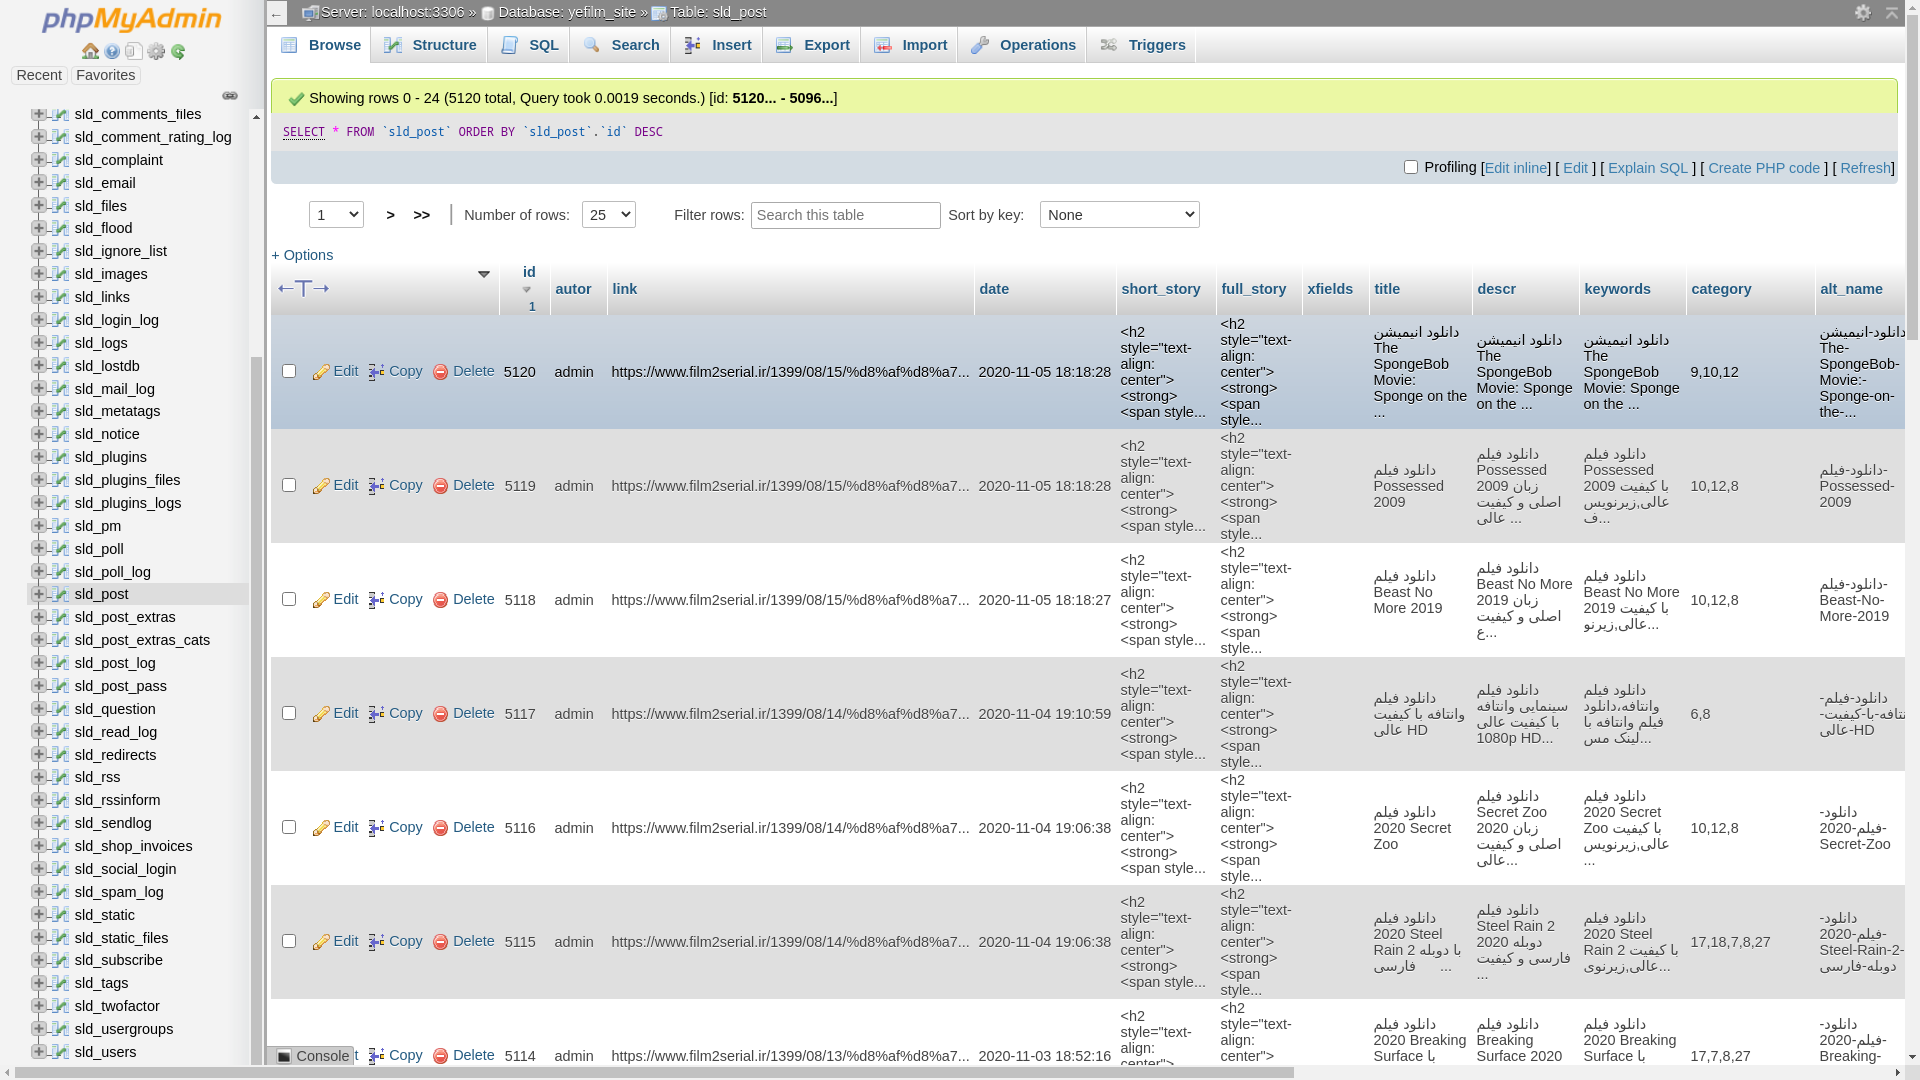 phpMyAdmin
Recent Favorites
sld_comments_files
sld_comment_rating_log
sld_complaint
sld_email
sld_files
sld_flood
sld_ignore_list
sld_images
sld_links
sld_login_log
sld_logs
sld_lostdb
sld_mail_log
sld_metatags
sld_notice
sld_plugins
sld_plugins_files
sld_plugins_logs
sld_pm
sld_poll
sld_poll_log
sld_post
sld_post_extras
sld_post_extras_cats
sld_post_log
sld_post_pass
sld_question
sld_read_log
sld_redirects
sld_rss
sld_rssinform
sld_sendlog
sld_shop_invoices
sld_social_login
sld_spam_log
sld_static
sld_static_files
sld_subscribe
sld_tags
sld_twofactor
sld_usergroups
sld_users
← Server: localhost:3306 » Database: yefilm_site » Table: sld_post
Browse Structure SQL Search Insert Export Import Operations Triggers
Showing rows 0 - 24 (5120 total, Query took 0.0019 seconds.) [id: 5120... - 5096...]
SELECT * FROM `sld_post` ORDER BY `sld_post`.`id` DESC
Profiling [Edit inline] [ Edit ] [ Explain SQL ] [ Create PHP code ] [ Refresh]
1 > >> Number of rows: 25 Filter rows: Search this table Sort by key: None
+ Options
←T→ id 1 autor link date short_story full_story xfields title descr keywords category alt_name
Edit Copy Delete 5120 admin https://www.film2serial.ir/1399/08/15/%d8%af%d8%a7... 2020-11-05 18:18:28
<h2
style="text-
align:
center">
<strong>
<span style...
<h2
style="text-
align:
center">
<strong>
<span
style...
دانلود انیمیشن
The
SpongeBob
Movie:
Sponge on the
...
دانلود انیمیشن
The
SpongeBob
Movie: Sponge
on the ...
دانلود انیمیشن
The
SpongeBob
Movie: Sponge
on the ...
9,10,12
دانلود-انیمیشن
The-
SpongeBob-
Movie:-
Sponge-on-
the-...
Edit Copy Delete 5119 admin https://www.film2serial.ir/1399/08/15/%d8%af%d8%a7... 2020-11-05 18:18:28
<h2
style="text-
align:
center">
<strong>
<span style...
<h2
style="text-
align:
center">
<strong>
<span
style...
دانلود فیلم
Possessed
2009
دانلود فیلم
Possessed
2009 زبان
اصلی و کیفیت
عالی ...
دانلود فیلم
Possessed
2009 با کیفیت
عالی,زیرنویس
ف...
10,12,8
دانلود-فیلم-
Possessed-
2009
Edit Copy Delete 5118 admin https://www.film2serial.ir/1399/08/15/%d8%af%d8%a7... 2020-11-05 18:18:27
<h2
style="text-
align:
center">
<strong>
<span style...
<h2
style="text-
align:
center">
<strong>
<span
style...
دانلود فیلم
Beast No
More 2019
دانلود فیلم
Beast No More
2019 زبان
اصلی و کیفیت
ع...
دانلود فیلم
Beast No More
2019 با کیفیت
عالی,زیرنو...
10,12,8
دانلود-فیلم-
Beast-No-
More-2019
Edit Copy Delete 5117 admin https://www.film2serial.ir/1399/08/14/%d8%af%d8%a7... 2020-11-04 19:10:59
<h2
style="text-
align:
center">
<strong>
<span style...
<h2
style="text-
align:
center">
<strong>
<span
style...
دانلود فیلم
وانتافه با کیفیت
عالی HD
دانلود فیلم
سینمایی وانتافه
با کیفیت عالی
1080p HD...
دانلود فیلم
وانتافه،دانلود
فیلم وانتافه با
لینک مس...
6,8
دانلود-فیلم-
نتافه-با-کیفیت-
عالی-HD
Edit Copy Delete 5116 admin https://www.film2serial.ir/1399/08/14/%d8%af%d8%a7... 2020-11-04 19:06:38
<h2
style="text-
align:
center">
<strong>
<span style...
<h2
style="text-
align:
center">
<strong>
<span
style...
دانلود فیلم
2020 Secret
Zoo
دانلود فیلم
Secret Zoo
2020 زبان
اصلی و کیفیت
عالی...
دانلود فیلم
2020 Secret
Zoo با کیفیت
عالی,زیرنویس
...
10,12,8
دانلود-
فیلم-2020-
Secret-Zoo
Edit Copy Delete 5115 admin https://www.film2serial.ir/1399/08/14/%d8%af%d8%a7... 2020-11-04 19:06:38
<h2
style="text-
align:
center">
<strong>
<span style...
<h2
style="text-
align:
center">
<strong>
<span
style...
دانلود فیلم
2020 Steel
Rain 2 با دوبله
فارسی ...
دانلود فیلم
Steel Rain 2
2020 دوبله
فارسی و کیفیت
...
دانلود فیلم
2020 Steel
Rain 2 با کیفیت
عالی,زیرنوی...
17,18,7,8,27
دانلود-
فیلم-2020-
Steel-Rain-2-
دوبله-فارسی
Console Copy Delete 5114 admin https://www.film2serial.ir/1399/08/13/%d8%af%d8%a7... 2020-11-03 18:52:16
<h2
style="text-
align:
center">
<h2
style="text-
align:
center">
دانلود فیلم
2020 Breaking
Surface با
دانلود فیلم
Breaking
Surface 2020
دانلود فیلم
2020 Breaking
Surface با
17,7,8,27
دانلود-
فیلم-2020-
Breaking-